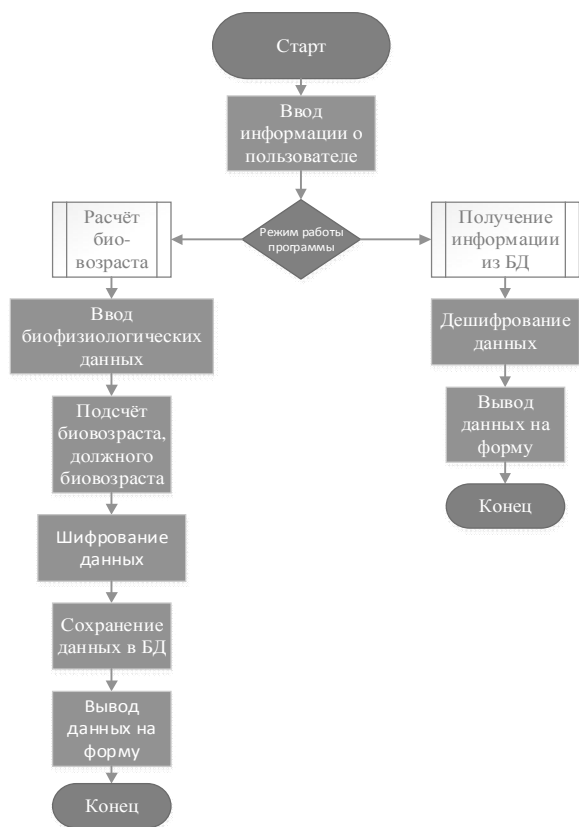 Старт
Ввод
информации о
пользователе
Режим работы
программы
Расчёт
био-
возраста
Ввод
биофизиологических
данных
Подсчёт
биовозраста,
должного
биовозраста
Шифрование
данных
Сохранение
данных в БД
Вывод
данных на
форму
Конец
Получение
информации
из БД
Дешифрование
данных
Вывод
данных на
форму
Конец